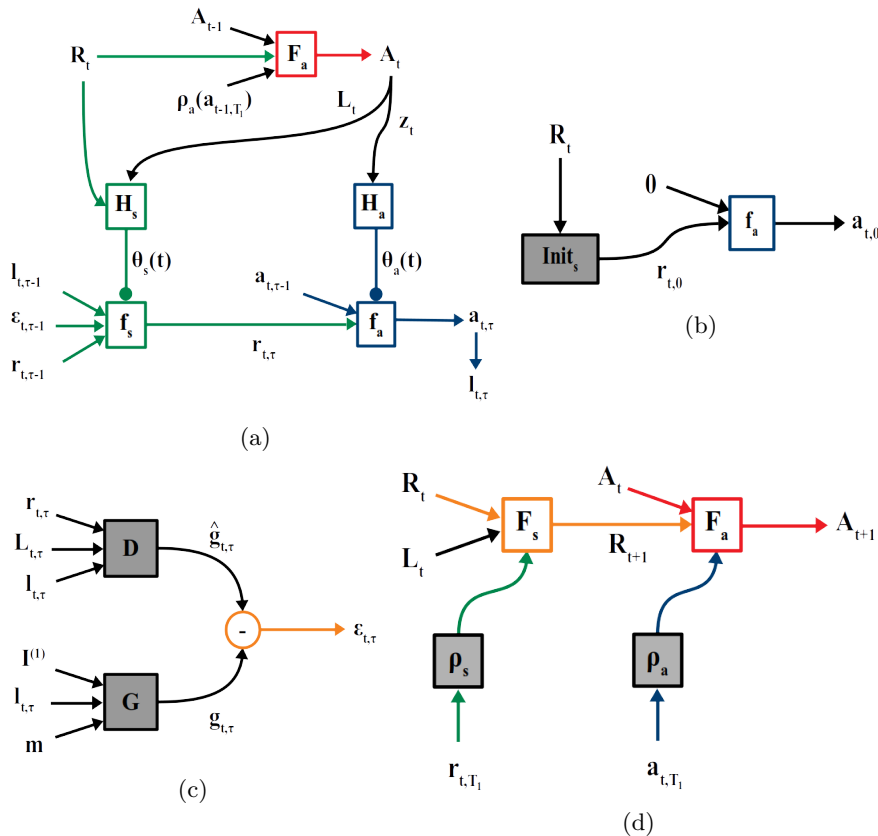 A_{t-1}
R_t
F_a
A_t
ρ_a(a_{t-1,T_1})
L_t
z_t
H_s
H_a
θ_s(t)
θ_a(t)
l_{t,τ-1}
a_{t,τ-1}
ε_{t,τ-1}
f_s
f_a
a_{t,τ}
r_{t,τ-1}
r_{t,τ}
l_{t,τ}
(a)
R_t
0
f_a
a_{t,0}
Init_s
r_{t,0}
(b)
r_{t,τ}
L_{t,τ}
l_{t,τ}
D
ĝ_{t,τ}
-
ε_{t,τ}
I^{(1)}
l_{t,τ}
m
G
g_{t,τ}
(c)
R_t
L_t
F_s
A_t
R_{t+1}
F_a
A_{t+1}
ρ_s
ρ_a
r_{t,T_1}
a_{t,T_1}
(d)